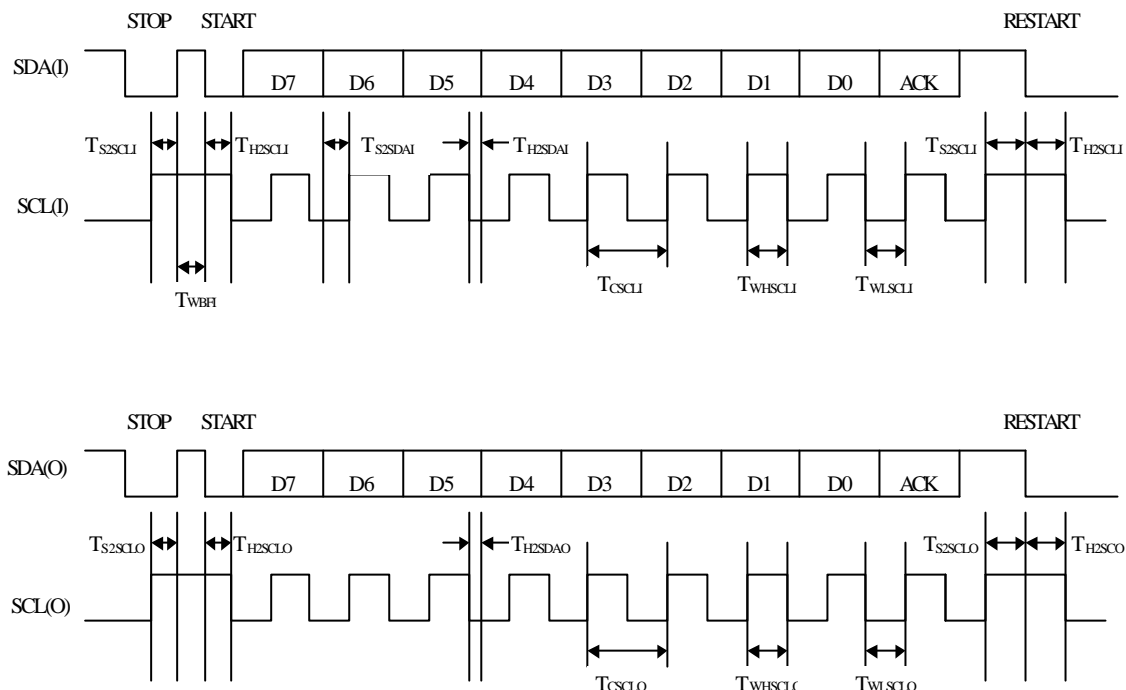 STOP START RESTART
SDA(I) D7 D6 D5 D4 D3 D2 D1 D0 ACK
TS2SCLI TH2SCLI TS2SDAI TH2SDAI TS2SCLI TH2SCLI
SCL(I)
TCSCLI TWHSCLI TWLSCLI
TWBFI
STOP START RESTART
SDA(O) D7 D6 D5 D4 D3 D2 D1 D0 ACK
TS2SCLO TH2SCLO TH2SDAO TS2SCLO TH2SCO
SCL(O)
TCSCLO TWHSCLO TWLSCLO